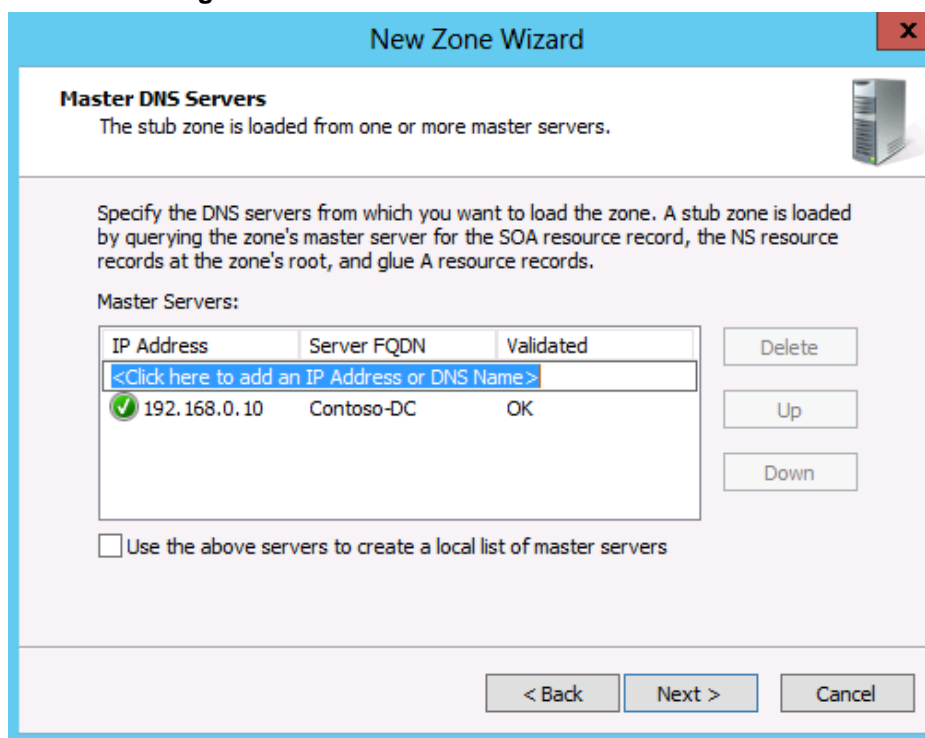 New Zone Wizard
x
Master DNS Servers
The stub zone is loaded from one or more master servers.
Specify the DNS servers from which you want to load the zone. A stub zone is loaded
by querying the zone's master server for the SOA resource record, the NS resource
records at the zone's root, and glue A resource records.
Master Servers:
IP Address Server FQDN Validated
<Click here to add an IP Address or DNS Name>
192.168.0.10 Contoso-DC OK
Delete
Up
Down
Use the above servers to create a local list of master servers
< Back Next > Cancel